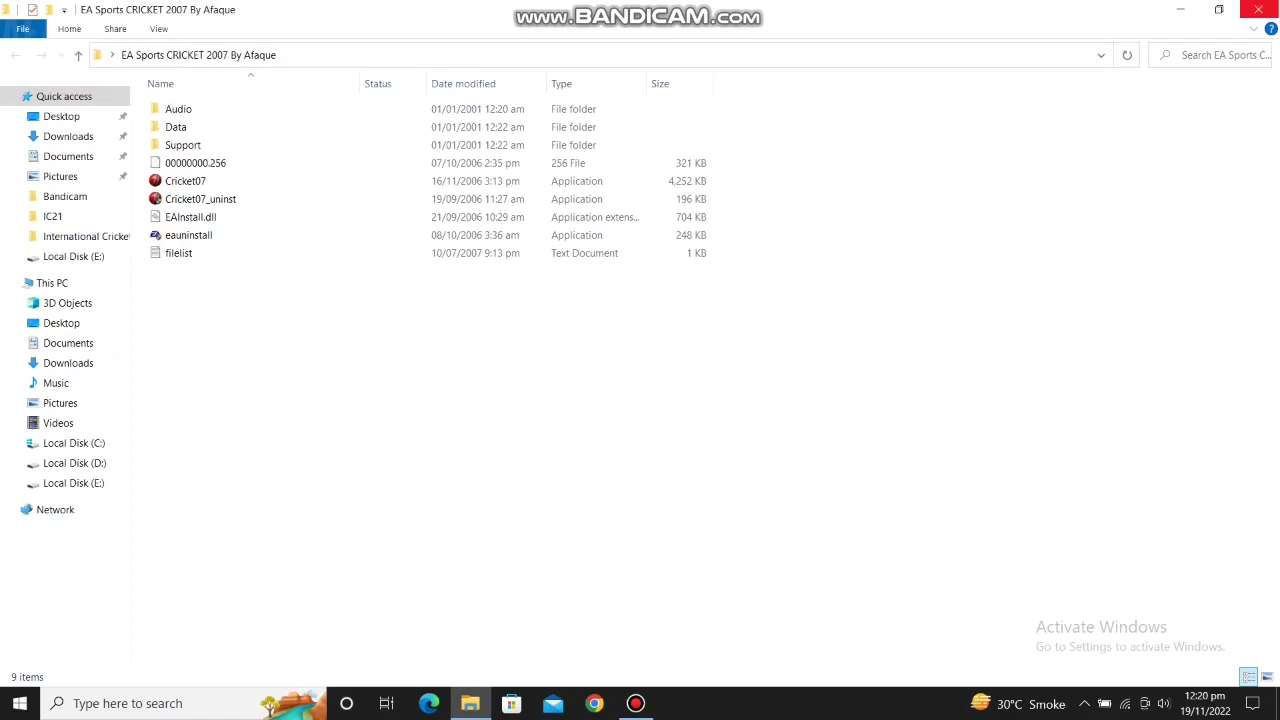 EA Sports CRICKET 2007 By Afaque
www.BANDICAM.com
File Home Share View
EA Sports CRICKET 2007 By Afaque
Search EA Sports C...
Name Status Date modified Type Size
Audio 01/01/2001 12:20 am File folder
Data 01/01/2001 12:22 am File folder
Support 01/01/2001 12:22 am File folder
00000000.256 07/10/2006 2:35 pm 256 File 321 KB
Cricket07 16/11/2006 3:13 pm Application 4,252 KB
Cricket07_uninst 19/09/2006 11:27 am Application 196 KB
EAInstall.dll 21/09/2006 10:29 am Application extens... 704 KB
eauninstall 08/10/2006 3:36 am Application 248 KB
filelist 10/07/2007 9:13 pm Text Document 1 KB
Quick access
Desktop
Downloads
Documents
Pictures
Bandicam
IC21
International Cricket
Local Disk (E:)
This PC
3D Objects
Desktop
Documents
Downloads
Music
Pictures
Videos
Local Disk (C:)
Local Disk (D:)
Local Disk (E:)
Network
Activate Windows
Go to Settings to activate Windows.
9 items
Type here to search
30°C Smoke
12:20 pm
19/11/2022